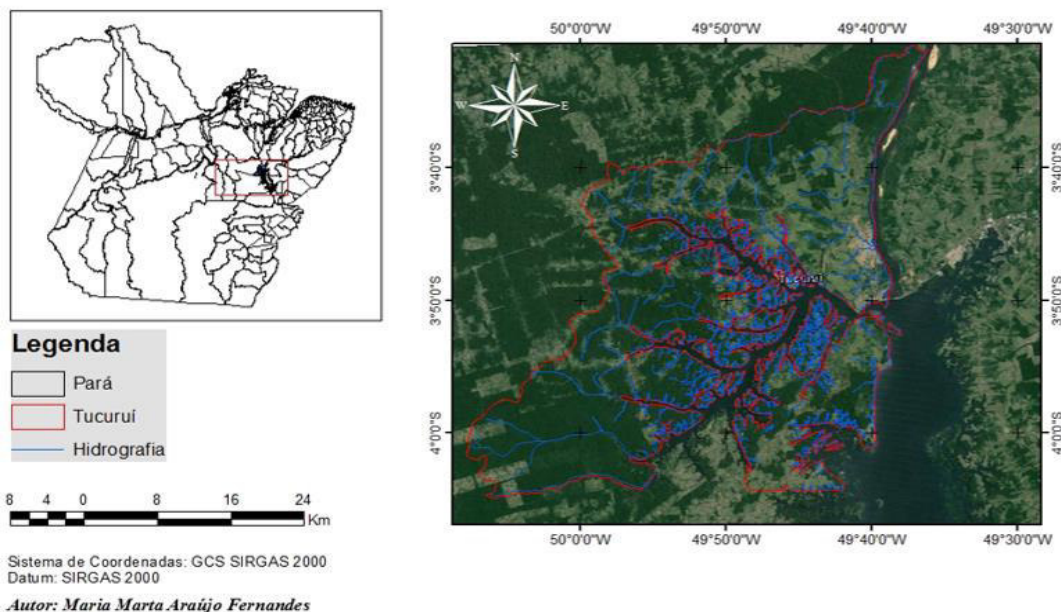 50°0'0"W 49°50'0"W 49°40'0"W 49°30'0"W
N
W E
S
3°40'0"S 3°40'0"S
Tucuruí
3°50'0"S 3°50'0"S
4°0'0"S 4°0'0"S
50°0'0"W 49°50'0"W 49°40'0"W 49°30'0"W
Legenda
Pará
Tucuruí
Hidrografia
8 4 0 8 16 24
Km
Sistema de Coordenadas: GCS SIRGAS 2000
Datum: SIRGAS 2000
Autor: Maria Marta Araújo Fernandes